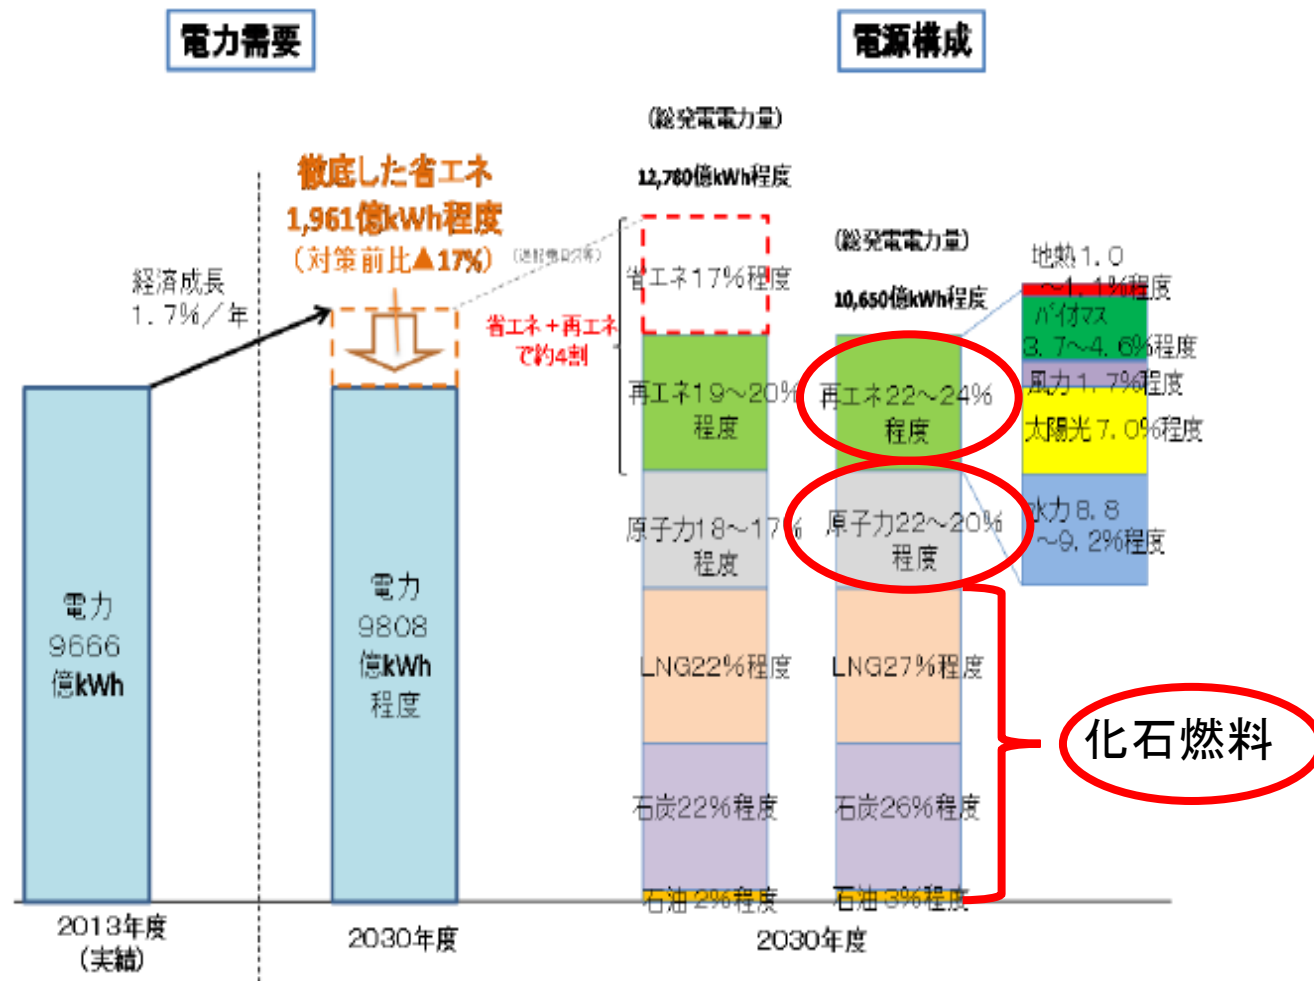 電力需要
電源構成
(総発電電力量)
12,780億kWh程度
徹底した省エネ
1,961億kWh程度
(対策前比▲17%)
(総発電電力量)
10,650億kWh程度
経済成長
1.7%／年
省エネ17%程度
省エネ＋再エネ
で約4割
地熱1.0
～1.1%程度
バイオマス
3.7～4.6%程度
風力1.7%程度
太陽光7.0%程度
水力8.8
～9.2%程度
再エネ19～20%
程度
再エネ22～24%
程度
原子力18～17%
程度
原子力22～20%
程度
電力
9666
億kWh
電力
9808
億kWh
程度
LNG22%程度
LNG27%程度
化石燃料
石炭22%程度
石炭26%程度
石油2%程度
石油3%程度
2013年度
(実績)
2030年度
2030年度